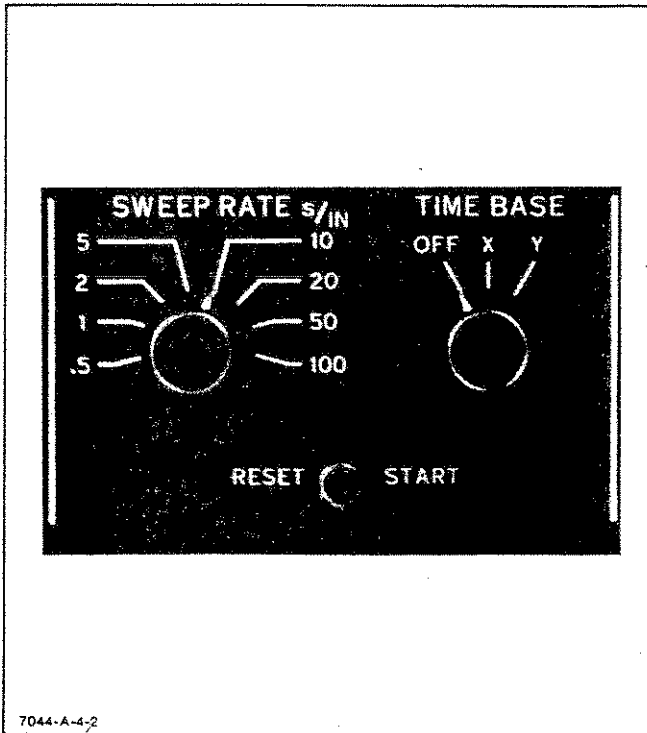 SWEEP RATE s/IN TIME BASE
5 10 OFF X Y
2 20
1 50
.5 100
RESET START
7044-A-4-2